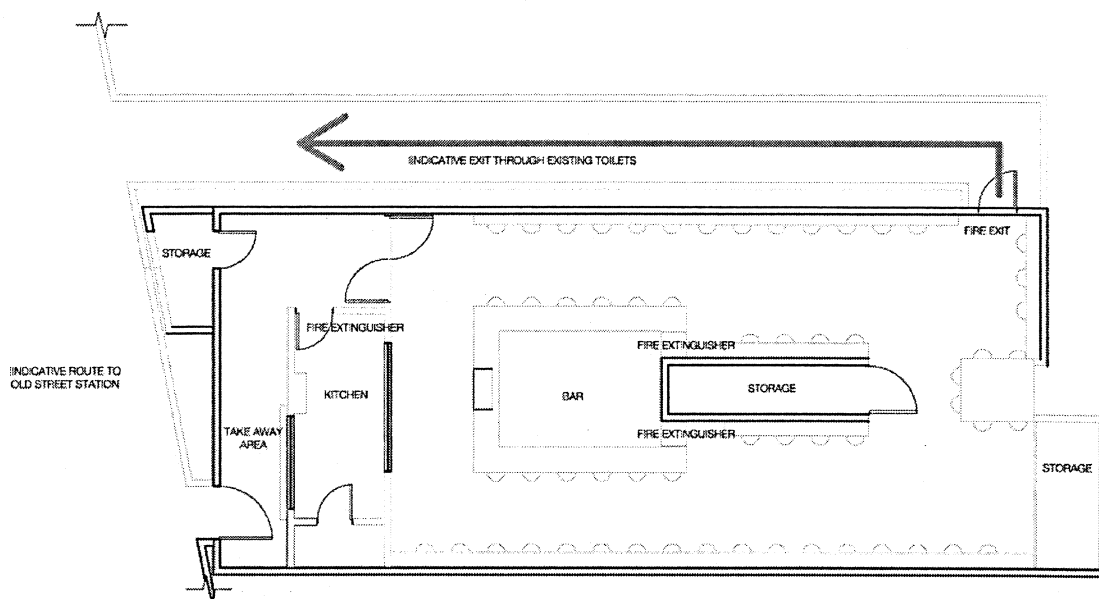 INDICATIVE EXIT THROUGH EXISTING TOILETS
FIRE EXIT
STORAGE
FIRE EXTINGUISHER
FIRE EXTINGUISHER
INDICATIVE ROUTE TO
OLD STREET STATION
KITCHEN
BAR
STORAGE
TAKE AWAY
AREA
FIRE EXTINGUISHER
STORAGE